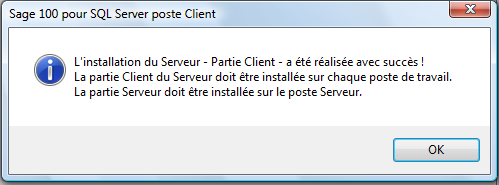 Sage 100 pour SQL Server poste Client
L'installation du Serveur - Partie Client - a été réalisée avec succès !
La partie Client du Serveur doit être installée sur chaque poste de travail.
La partie Serveur doit être installée sur le poste Serveur.
OK